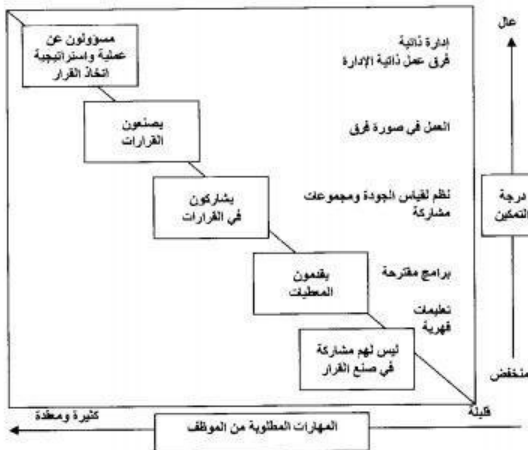 عال
مسؤولون عن
عملية واستراتيجية
اتخاذ القرار
إدارة ذاتية
فرق عمل ذاتية الإدارة
يصنعون
القرارات
العمل في صورة فرق
يشاركون
في القرارات
نظم لقياس الجودة ومجموعات
مشاركة
درجة
التمكين
يقدمون
المعطيات
برامج مقترحة
تعليمات
قهرية
ليس لهم مشاركة
في صنع القرار
منخفض
قليلة
كثيرة ومعقدة
المهارات المطلوبة من الموظف